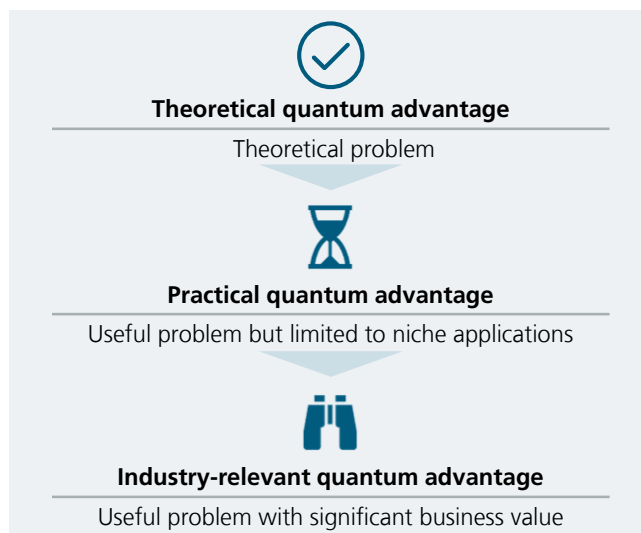 Theoretical quantum advantage
Theoretical problem
Practical quantum advantage
Useful problem but limited to niche applications
Industry-relevant quantum advantage
Useful problem with significant business value